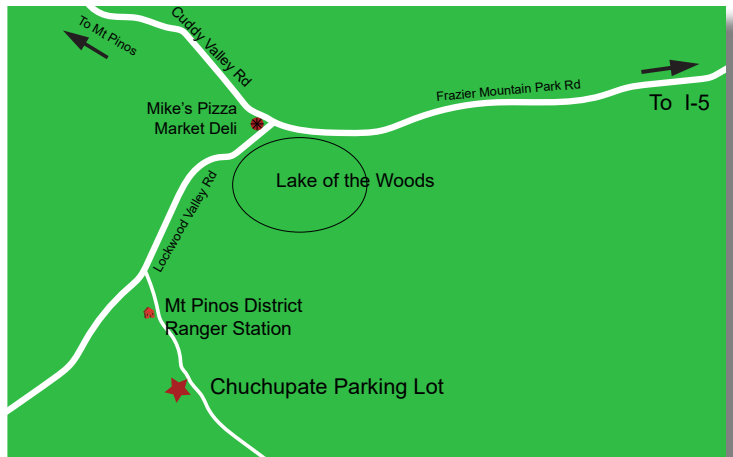 To Mt Pinos
Cuddy Valley Rd
Frazier Mountain Park Rd
To I-5
Mike's Pizza
Market Deli
Lake of the Woods
Lockwood Valley Rd
Mt Pinos District
Ranger Station
Chuchupate Parking Lot